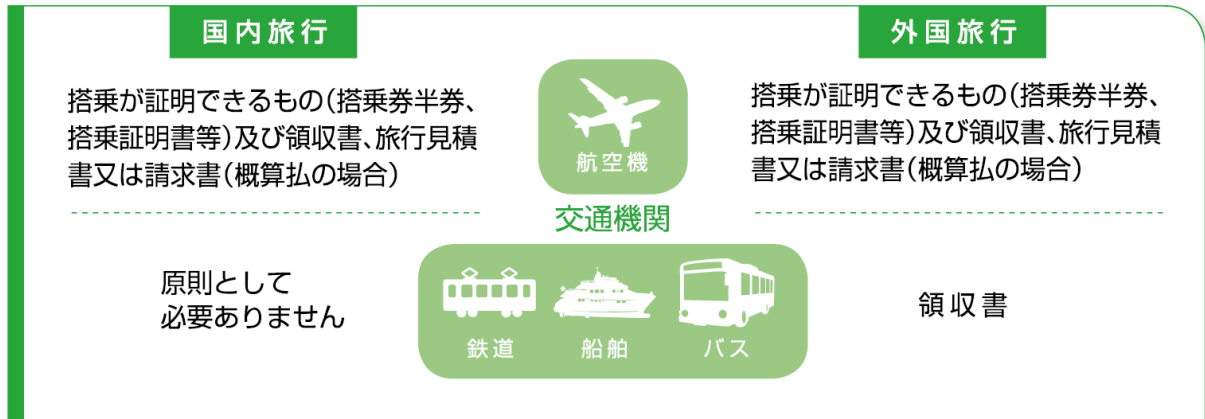 国内旅行
外国旅行
搭乗が証明できるもの(搭乗券半券、
搭乗証明書等)及び領収書、旅行見積
書又は請求書(概算払の場合)
航空機
搭乗が証明できるもの(搭乗券半券、
搭乗証明書等)及び領収書、旅行見積
書又は請求書(概算払の場合)
交通機関
原則として
必要ありません
鉄道
船舶
バス
領収書